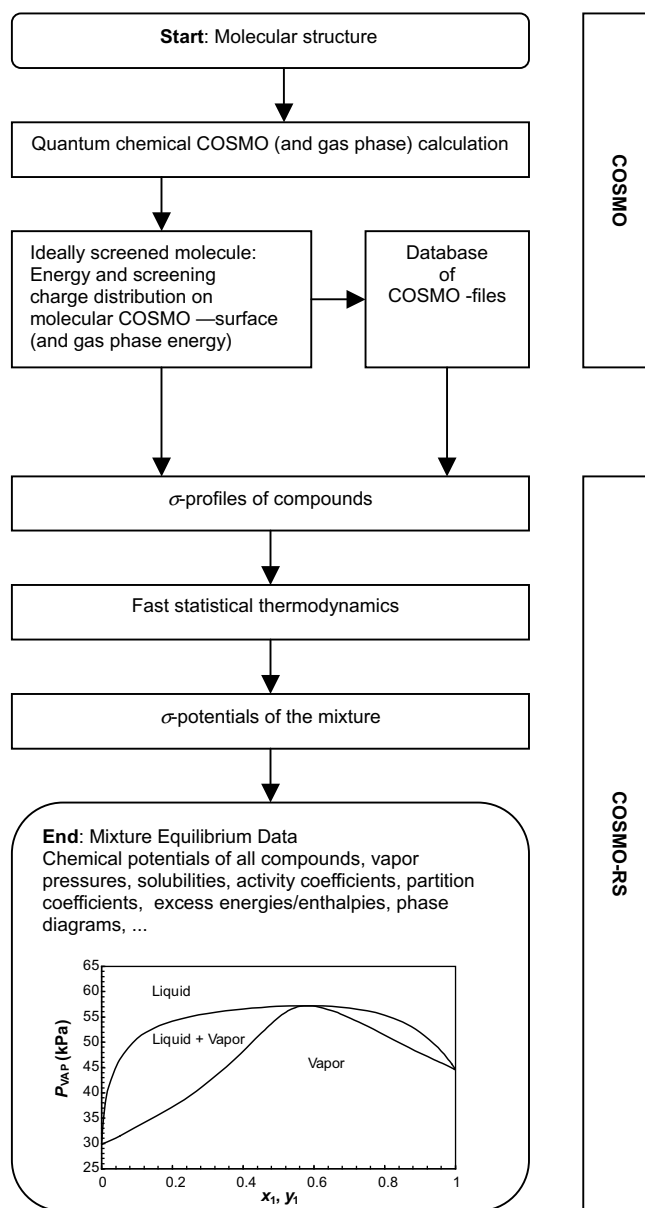 Start: Molecular structure
Quantum chemical COSMO (and gas phase) calculation
Ideally screened molecule:
Energy and screening
charge distribution on
molecular COSMO —surface
(and gas phase energy)
Database
of
COSMO -files
COSMO
σ-profiles of compounds
Fast statistical thermodynamics
σ-potentials of the mixture
End: Mixture Equilibrium Data
Chemical potentials of all compounds, vapor
pressures, solubilities, activity coefficients, partition
coefficients, excess energies/enthalpies, phase
diagrams, ...
65
60
55
50
45
40
35
30
25
PVAP (kPa)
Liquid
Liquid + Vapor
Vapor
0 0.2 0.4 0.6 0.8 1
x1, y1
COSMO-RS